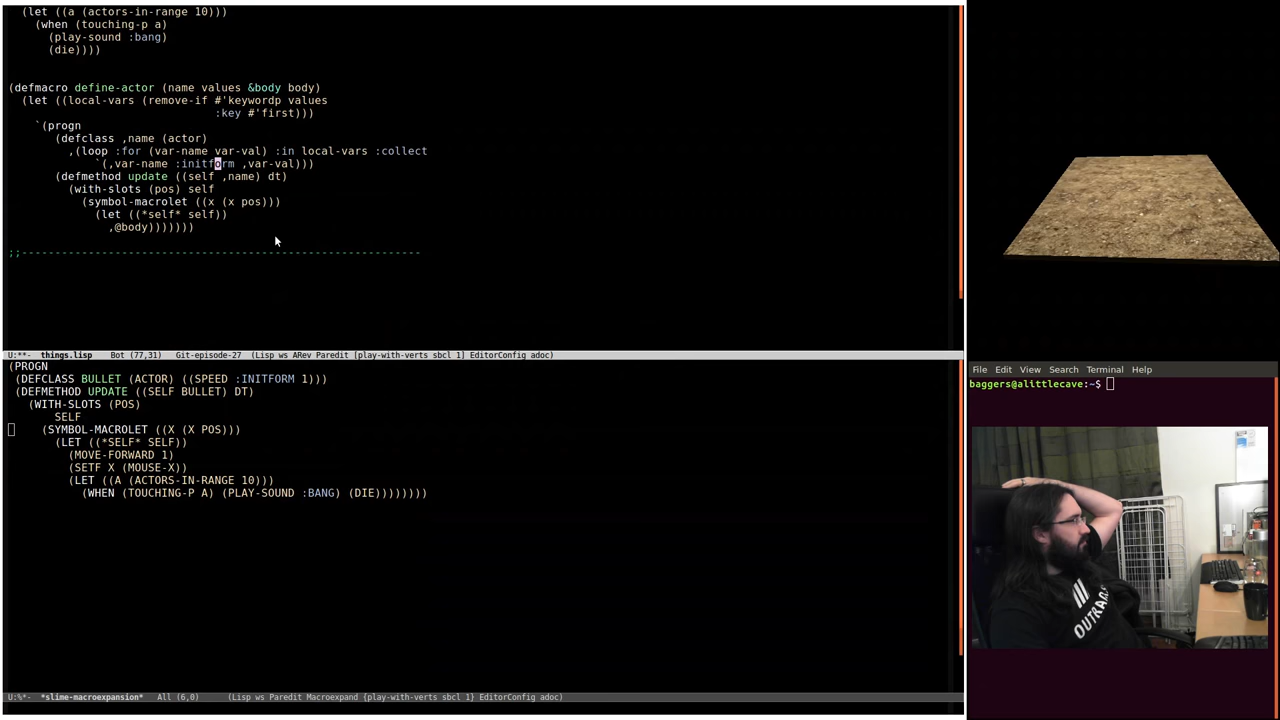 (let ((a (actors-in-range 10)))
(when (touching-p a)
(play-sound :bang)
(die))))
(defmacro define-actor (name values &body body)
(let ((local-vars (remove-if #'keywordp values
:key #'first)))
`(progn
(defclass ,name (actor)
,(loop :for (var-name var-val) :in local-vars :collect
`(,var-name :initform ,var-val)))
(defmethod update ((self ,name) dt)
(with-slots (pos) self
(symbol-macrolet ((x (x pos)))
(let ((*self* self))
,@body)))))))
;;------------------------------------------------------------
U:**- things.lisp Bot (77,31) Git-episode-27 (Lisp ws ARev Paredit [play-with-verts sbcl 1] EditorConfig adoc)
(PROGN
(DEFCLASS BULLET (ACTOR) ((SPEED :INITFORM 1)))
(DEFMETHOD UPDATE ((SELF BULLET) DT)
(WITH-SLOTS (POS)
SELF
(SYMBOL-MACROLET ((X (X POS)))
(LET ((*SELF* SELF))
(MOVE-FORWARD 1)
(SETF X (MOUSE-X))
(LET ((A (ACTORS-IN-RANGE 10)))
(WHEN (TOUCHING-P A) (PLAY-SOUND :BANG) (DIE))))))))
U:%*- *slime-macroexpansion* All (6,0) (Lisp ws Paredit Macroexpand {play-with-verts sbcl 1} EditorConfig adoc)
File Edit View Search Terminal Help
baggers@alittlecave:~$